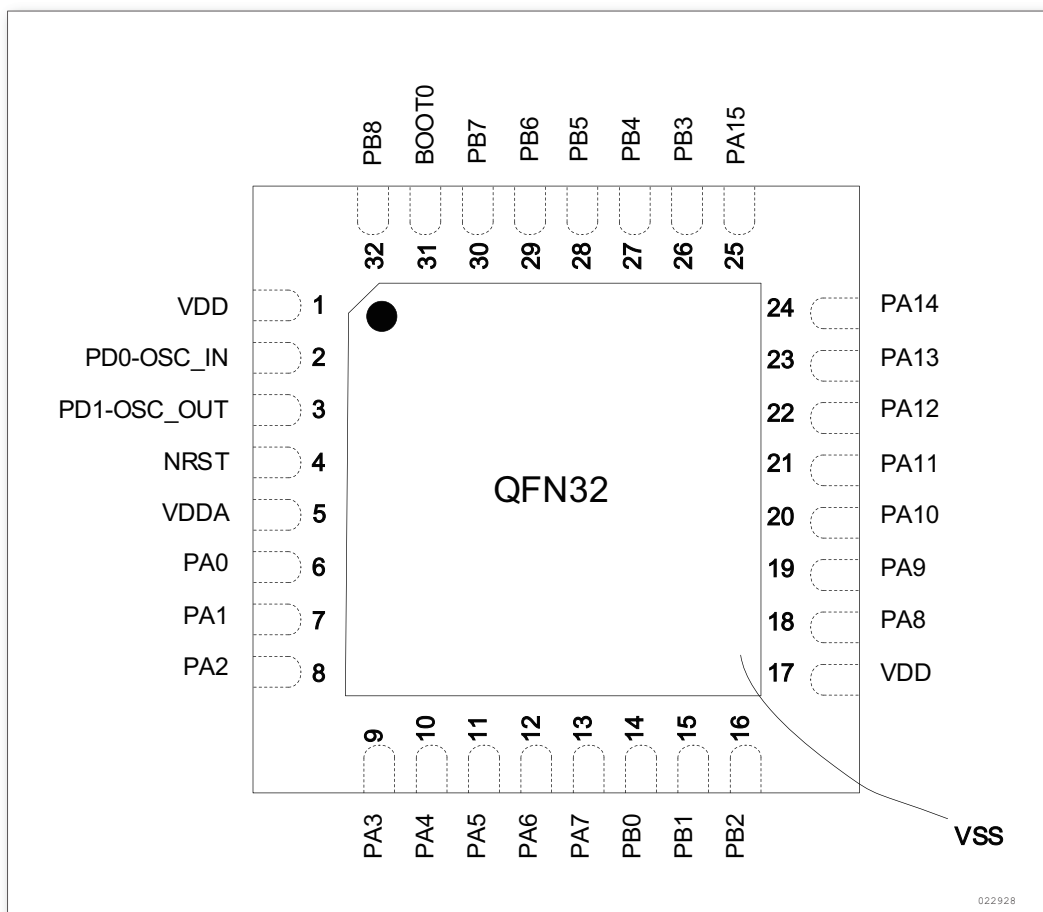 PB8
BOOT0
PB7
PB6
PB5
PB4
PB3
PA15
32
31
30
29
28
27
26
25
VDD 1
PD0-OSC_IN 2
PD1-OSC_OUT 3
NRST 4
VDDA 5
PA0 6
PA1 7
PA2 8
QFN32
24 PA14
23 PA13
22 PA12
21 PA11
20 PA10
19 PA9
18 PA8
17 VDD
9
10
11
12
13
14
15
16
PA3
PA4
PA5
PA6
PA7
PB0
PB1
PB2
VSS
022928